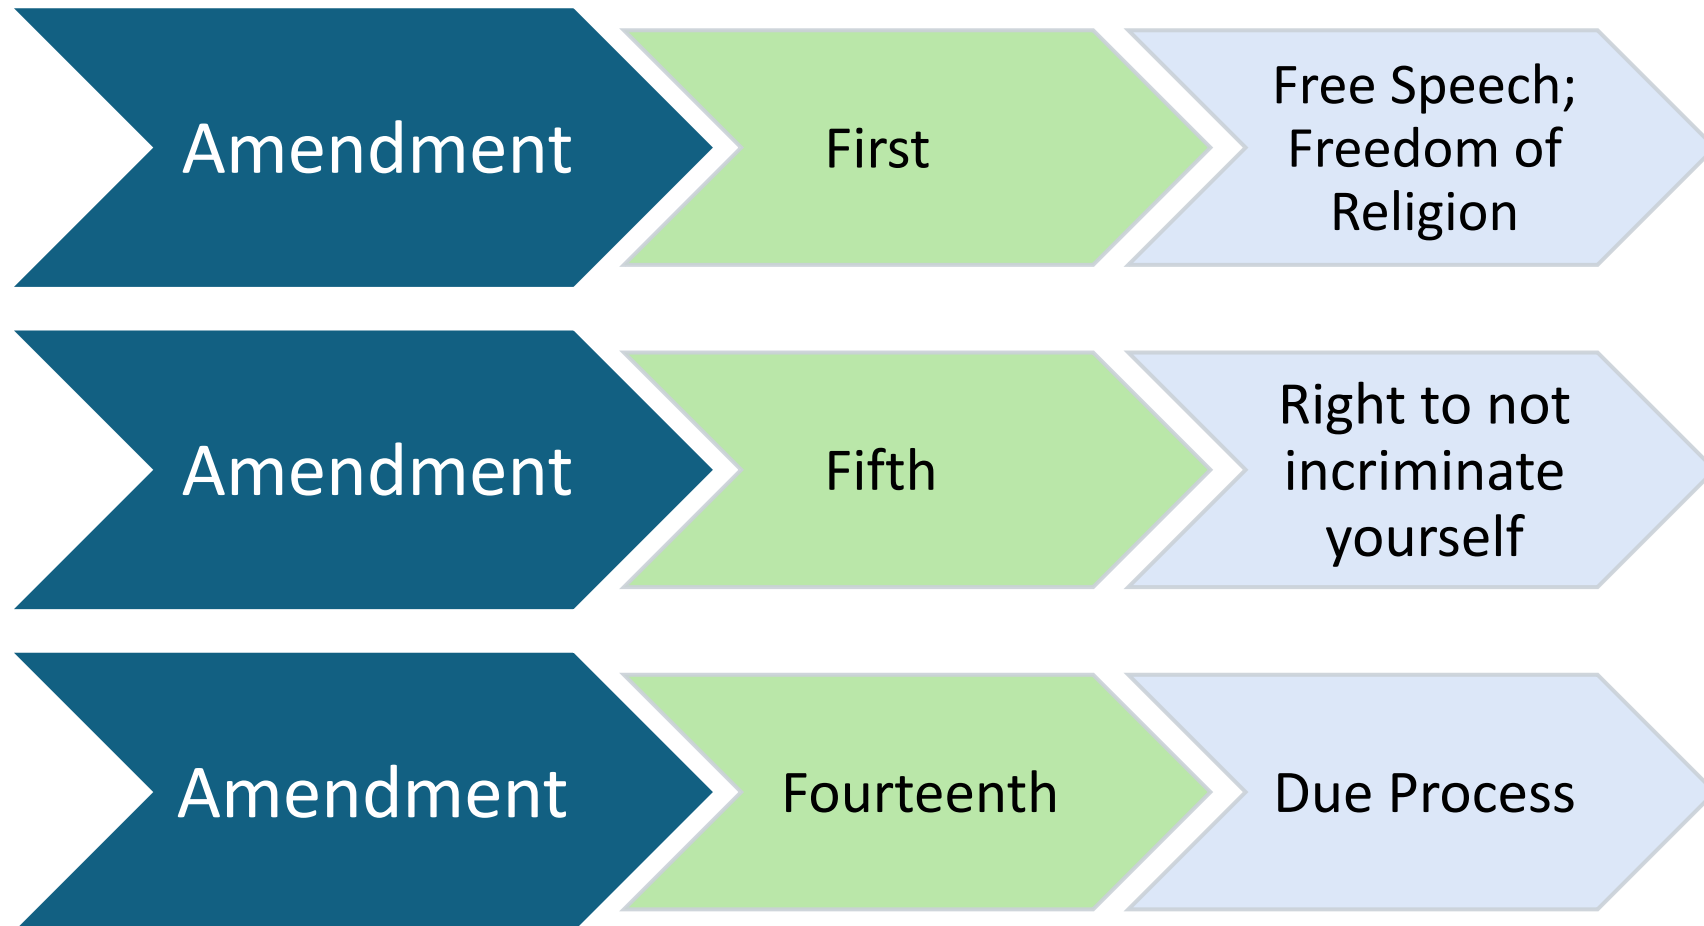 Amendment
First
Free Speech;
Freedom of
Religion
Amendment
Fifth
Right to not
incriminate
yourself
Amendment
Fourteenth
Due Process